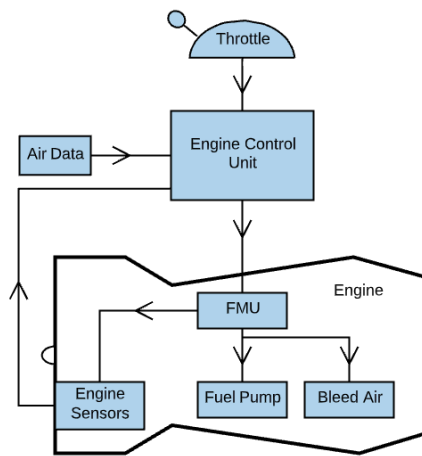 Throttle
Engine Control
Unit
Air Data
Engine
FMU
Engine
Sensors
Fuel Pump
Bleed Air